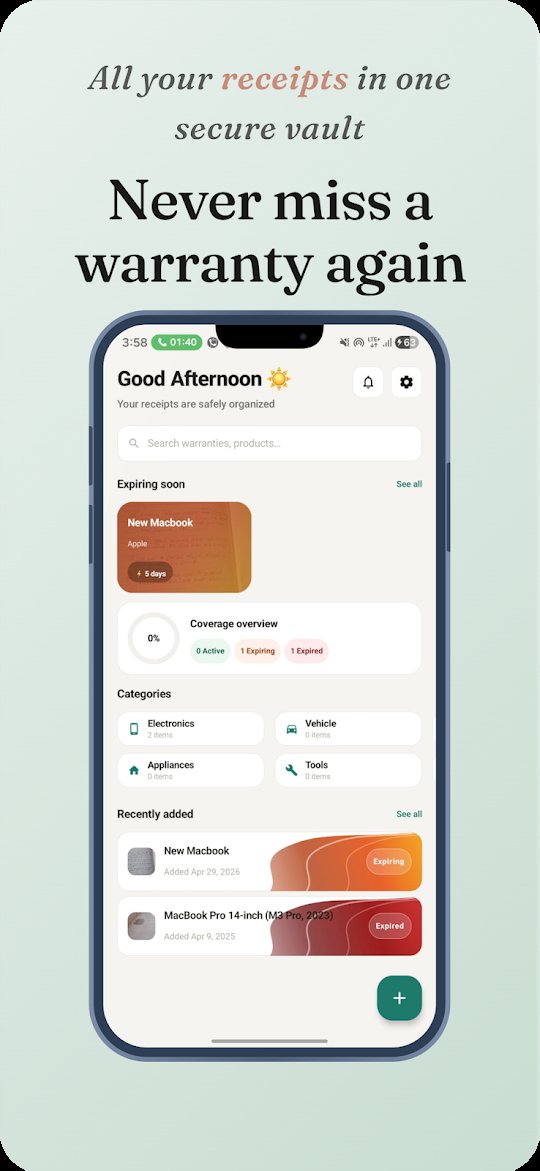 All your receipts in one
secure vault
Never miss a
warranty again
3:58 01:40 LTE+ 63
Good Afternoon
Your receipts are safely organized
Search warranties, products...
Expiring soon See all
New Macbook
Apple
5 days
0% Coverage overview
0 Active 1 Expiring 1 Expired
Categories
Electronics Vehicle
2 items 0 items
Appliances Tools
0 items 0 items
Recently added See all
New Macbook
Added Apr 29, 2026 Expiring
MacBook Pro 14-inch (M3 Pro, 2023)
Added Apr 9, 2025 Expired